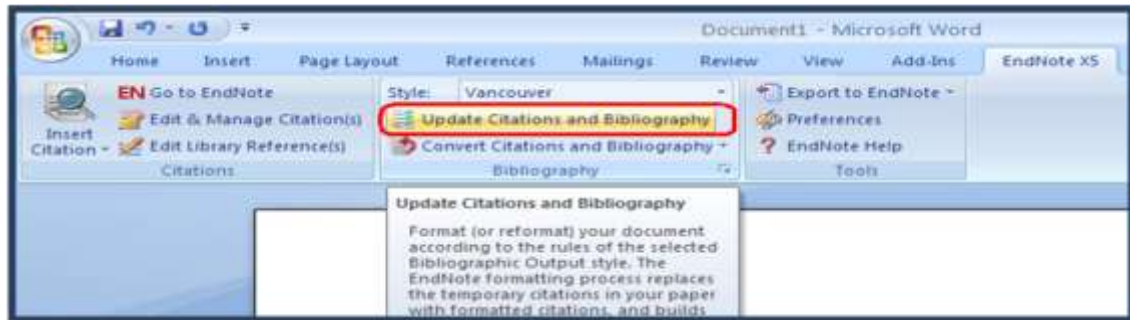 Document1 - Microsoft Word
Home Insert Page Layout References Mailings Review View Add-Ins EndNote X5
EN Go to EndNote Style: Vancouver Export to EndNote
Edit & Manage Citation(s) Update Citations and Bibliography Preferences
Insert Citation Edit Library Reference(s) Convert Citations and Bibliography ? EndNote Help
Citations Bibliography Tools
Update Citations and Bibliography
Format (or reformat) your document
according to the rules of the selected
Bibliographic Output style. The
EndNote formatting process replaces
the temporary citations in your paper
with formatted citations, and builds